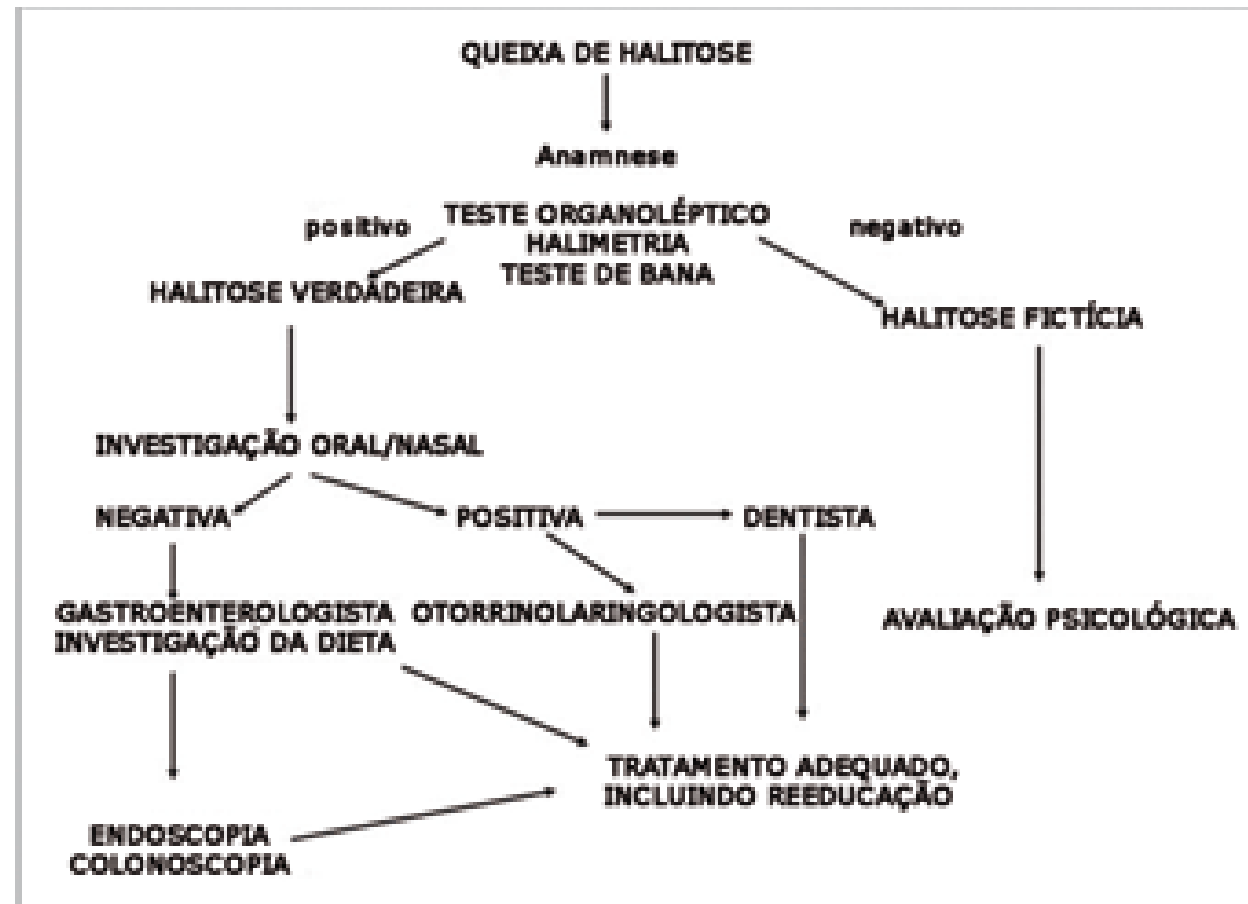 QUEIXA DE HALITOSE
Anamnese
positivo
TESTE ORGANOLÉPTICO
HALIMETRIA
TESTE DE BANA
negativo
HALITOSE VERDADEIRA
HALITOSE FICTÍCIA
INVESTIGAÇÃO ORAL/NASAL
NEGATIVA
POSITIVA
DENTISTA
GASTROENTEROLOGISTA
INVESTIGAÇÃO DA DIETA
OTORRINOLARINGOLOGISTA
AVALIAÇÃO PSICOLÓGICA
TRATAMENTO ADEQUADO,
INCLUINDO REEDUCAÇÃO
ENDOSCOPIA
COLONOSCOPIA